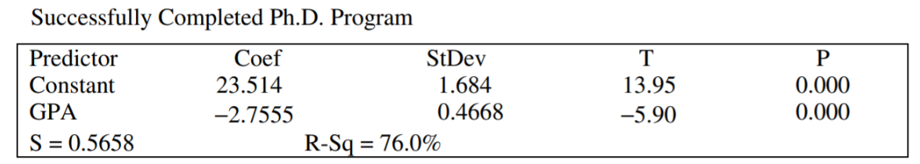 Successfully Completed Ph.D. Program
Predictor Coef StDev T P
Constant 23.514 1.684 13.95 0.000
GPA −2.7555 0.4668 −5.90 0.000
S = 0.5658 R-Sq = 76.0%